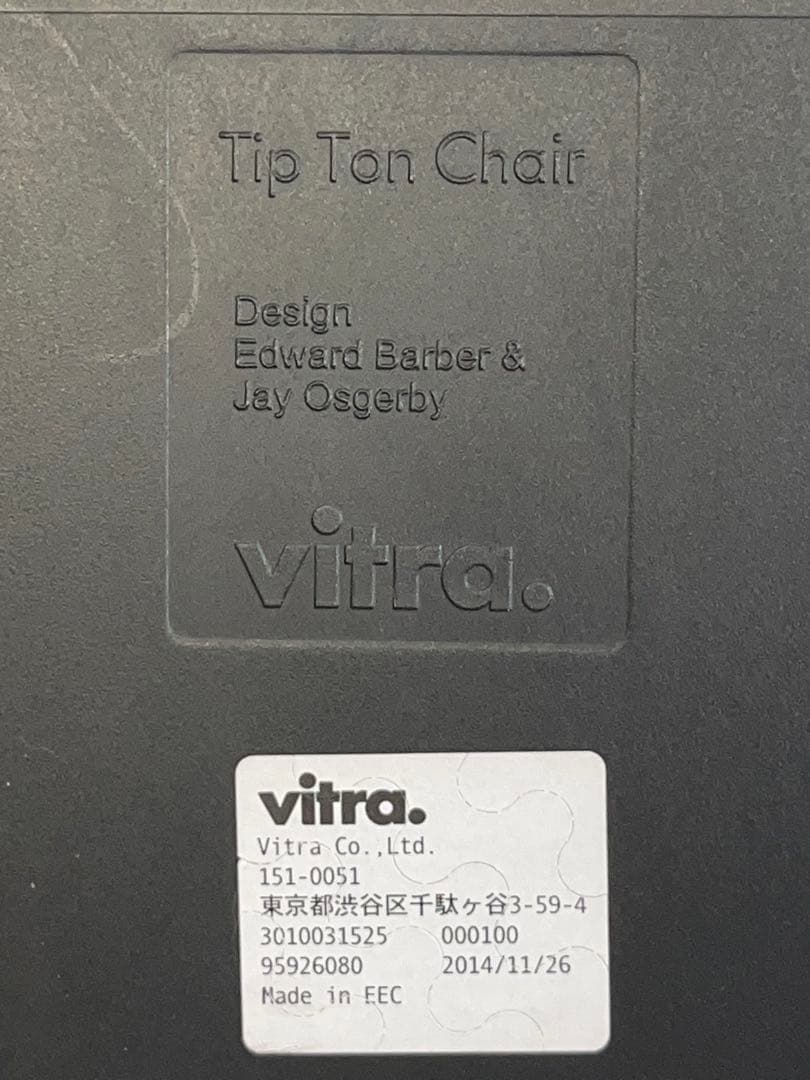 Tip Ton Chair
Design
Edward Barber &
Jay Osgerby
vitra.
vitra.
Vitra Co.,Ltd.
151-0051
東京都渋谷区千駄ヶ谷3-59-4
3010031525 000100
95926080 2014/11/26
Made in EEC